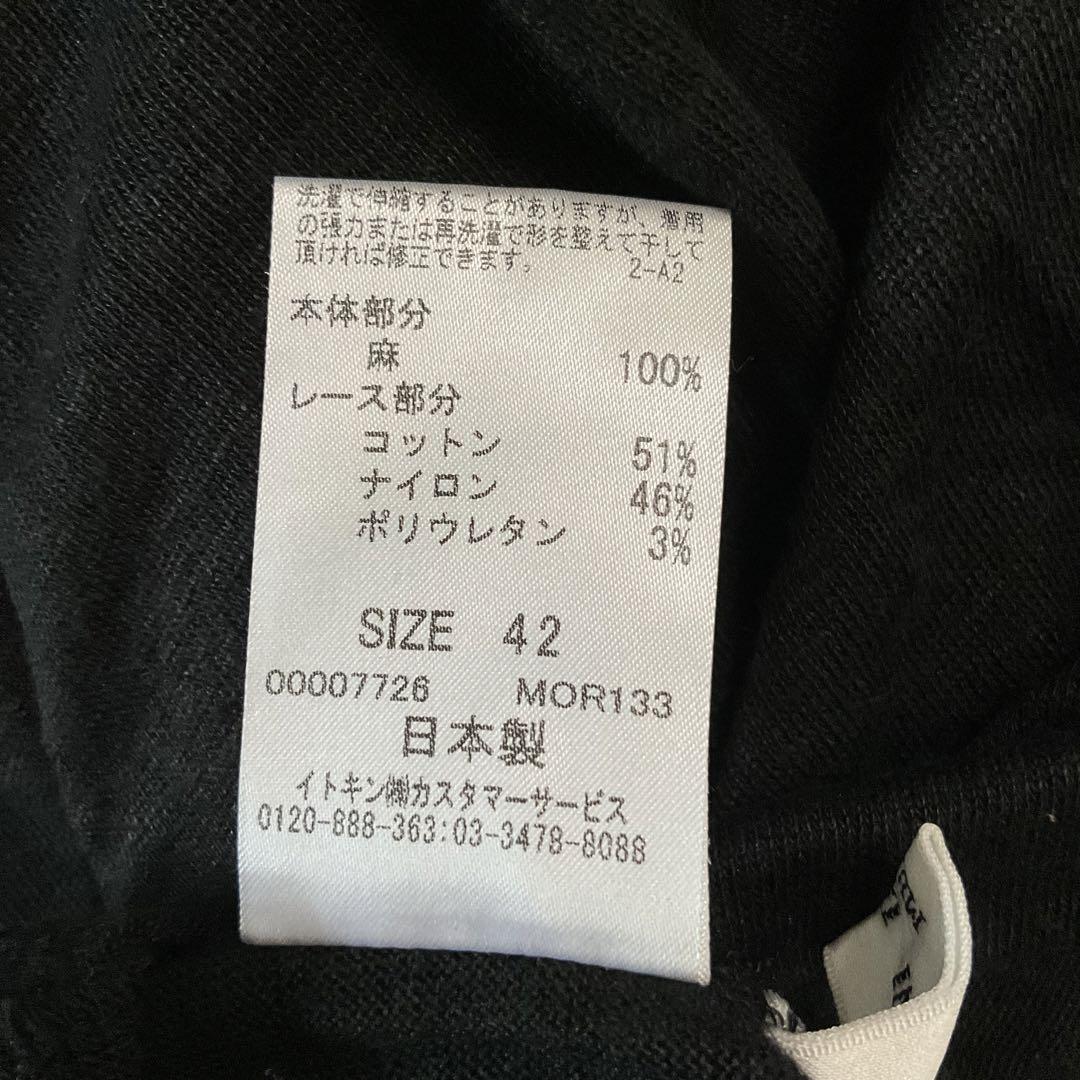 洗濯で伸縮することがありますが、着用
の張力または再洗濯で形を整えて干して
頂ければ修正できます。 2-A2
本体部分
麻 100%
レース部分
コットン 51%
ナイロン 46%
ポリウレタン 3%
SIZE 42
00007726 MOR133
日本製
イトキン㈱カスタマーサービス
0120-888-363:03-3478-8088